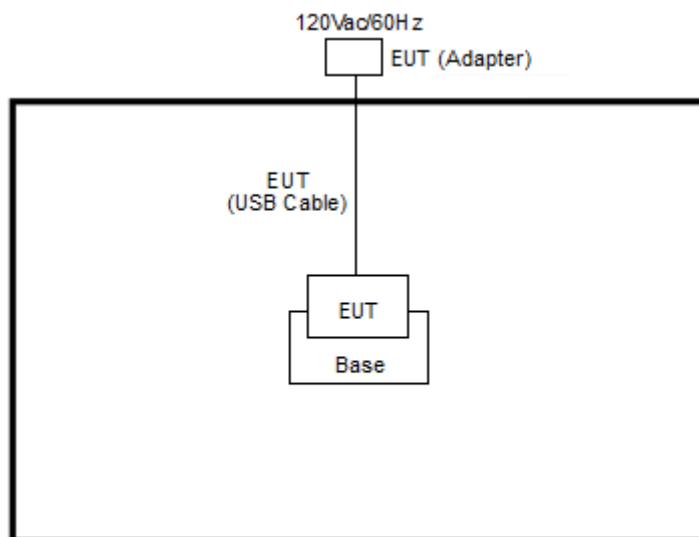 120Vac/60Hz
EUT (Adapter)
EUT
(USB Cable)
EUT
Base